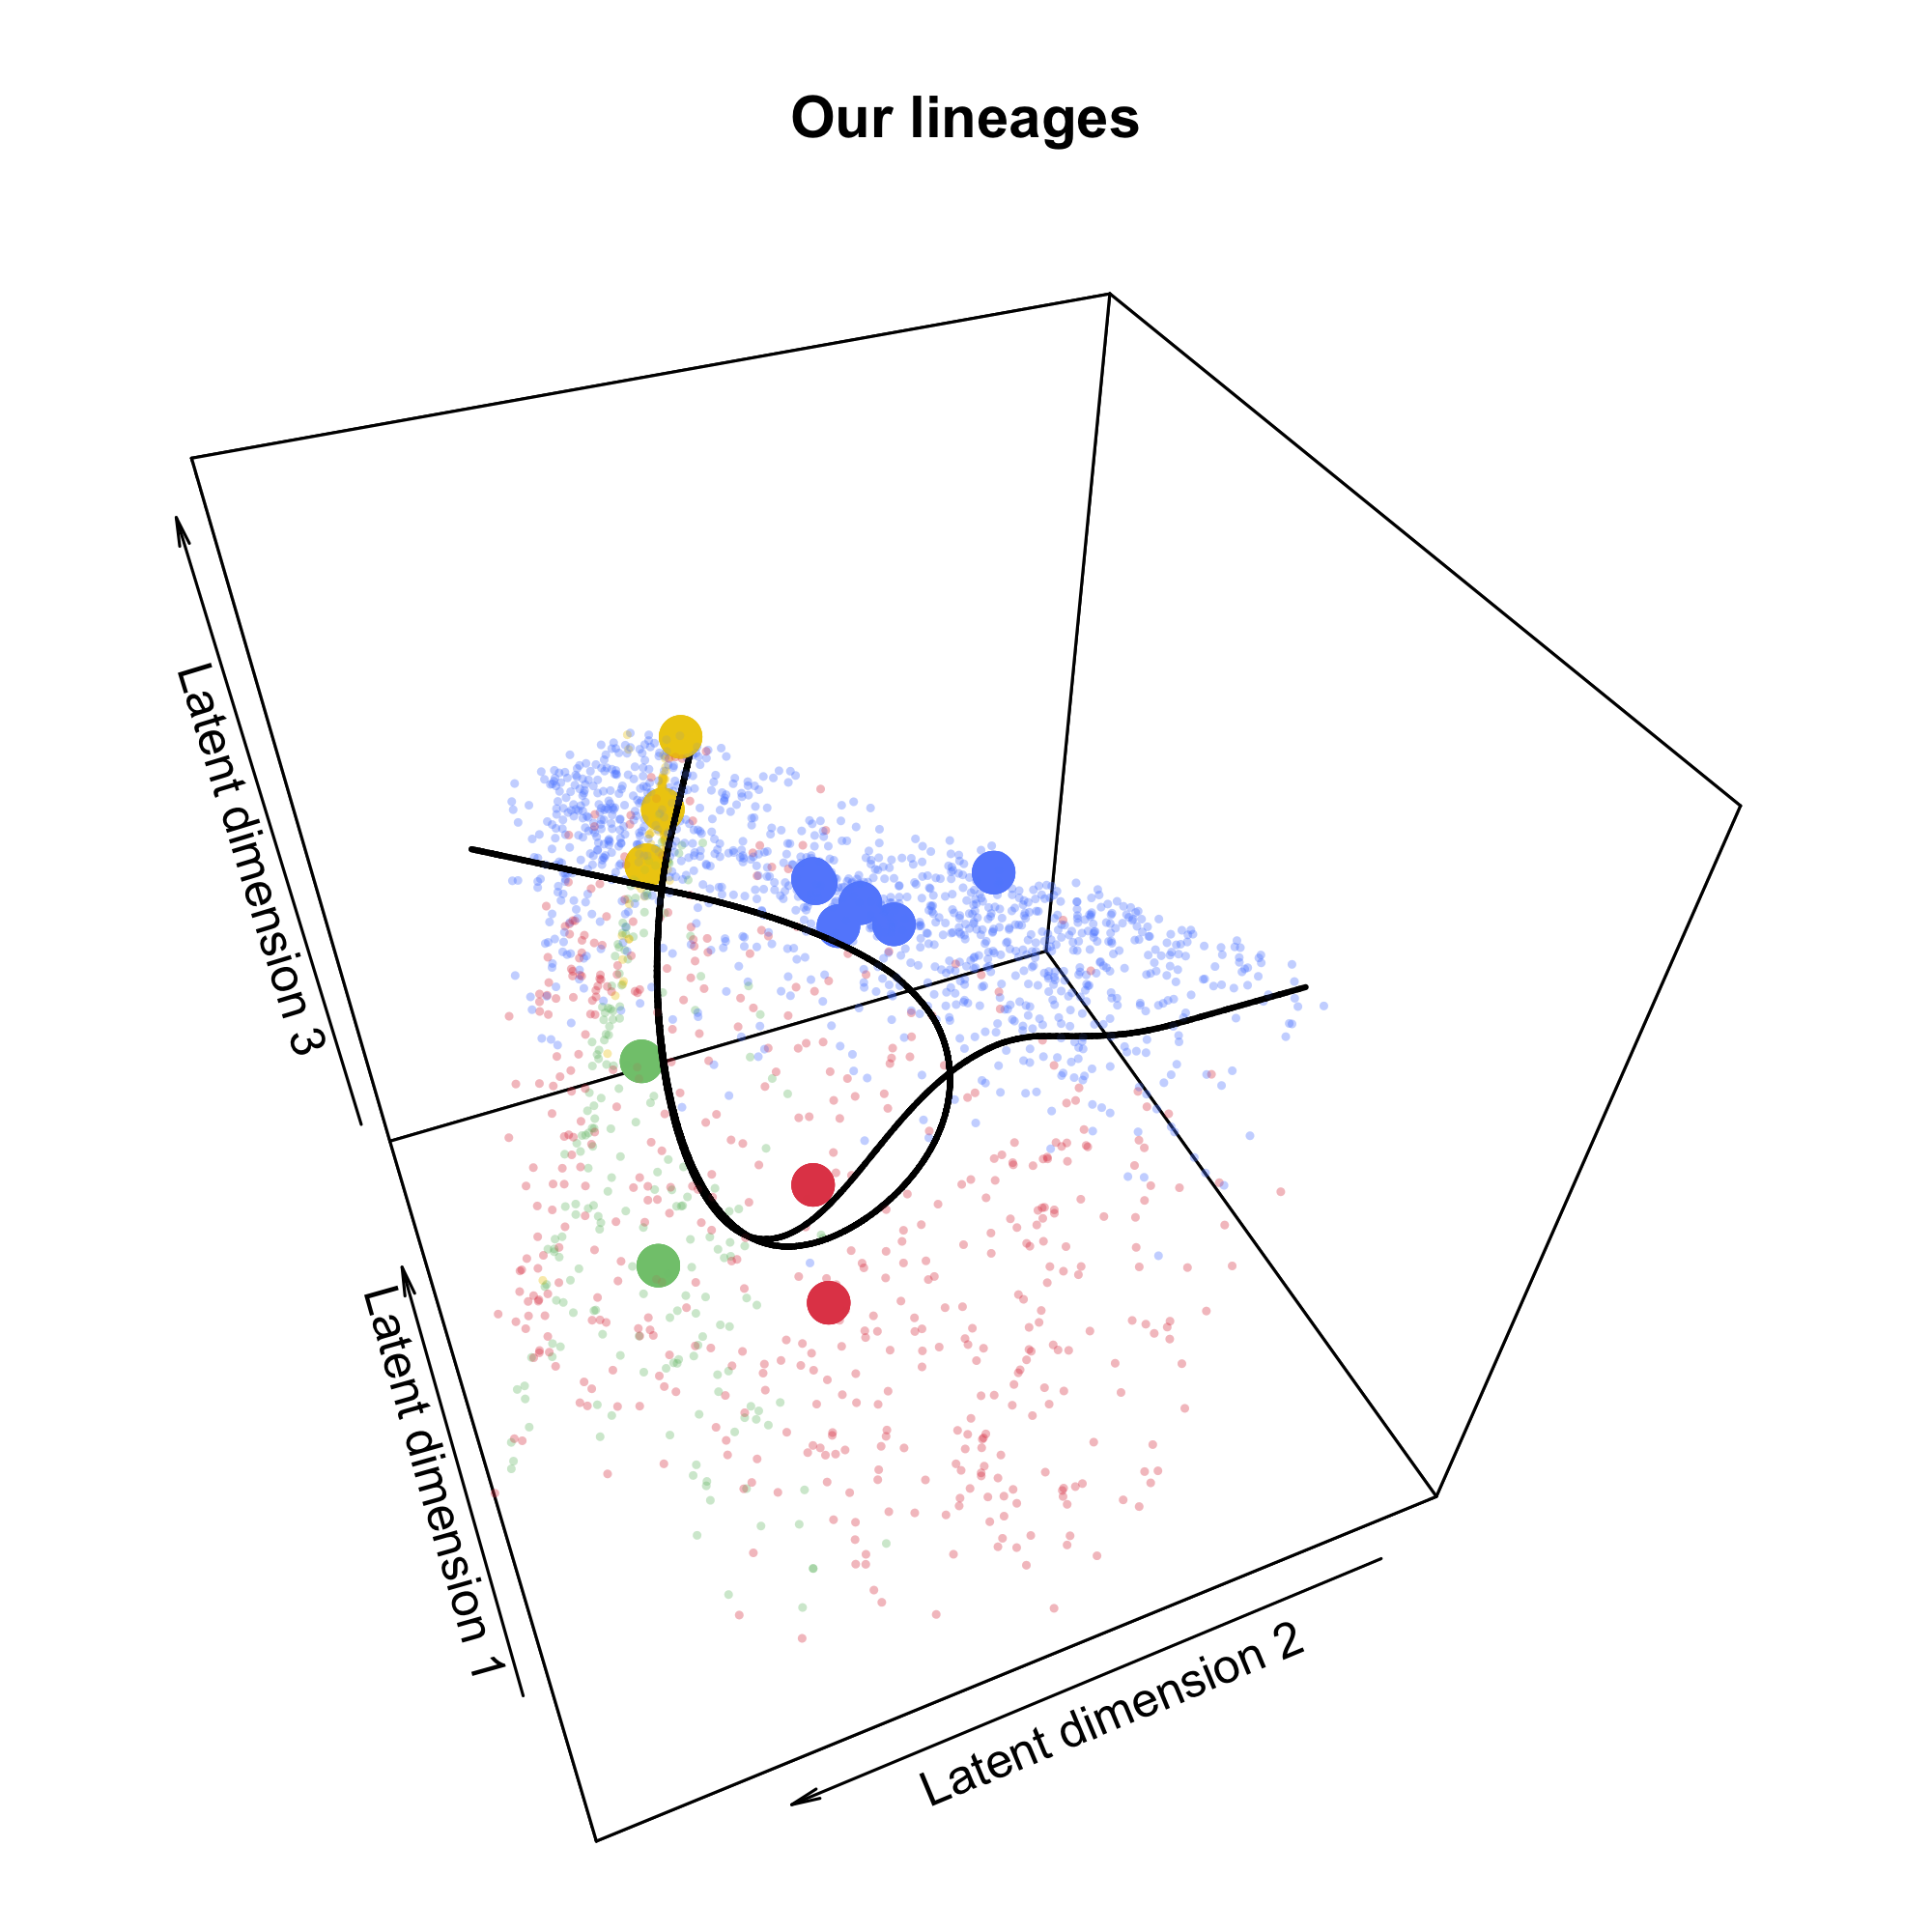 Our lineages
Latent dimension 3
Latent dimension 1
Latent dimension 2